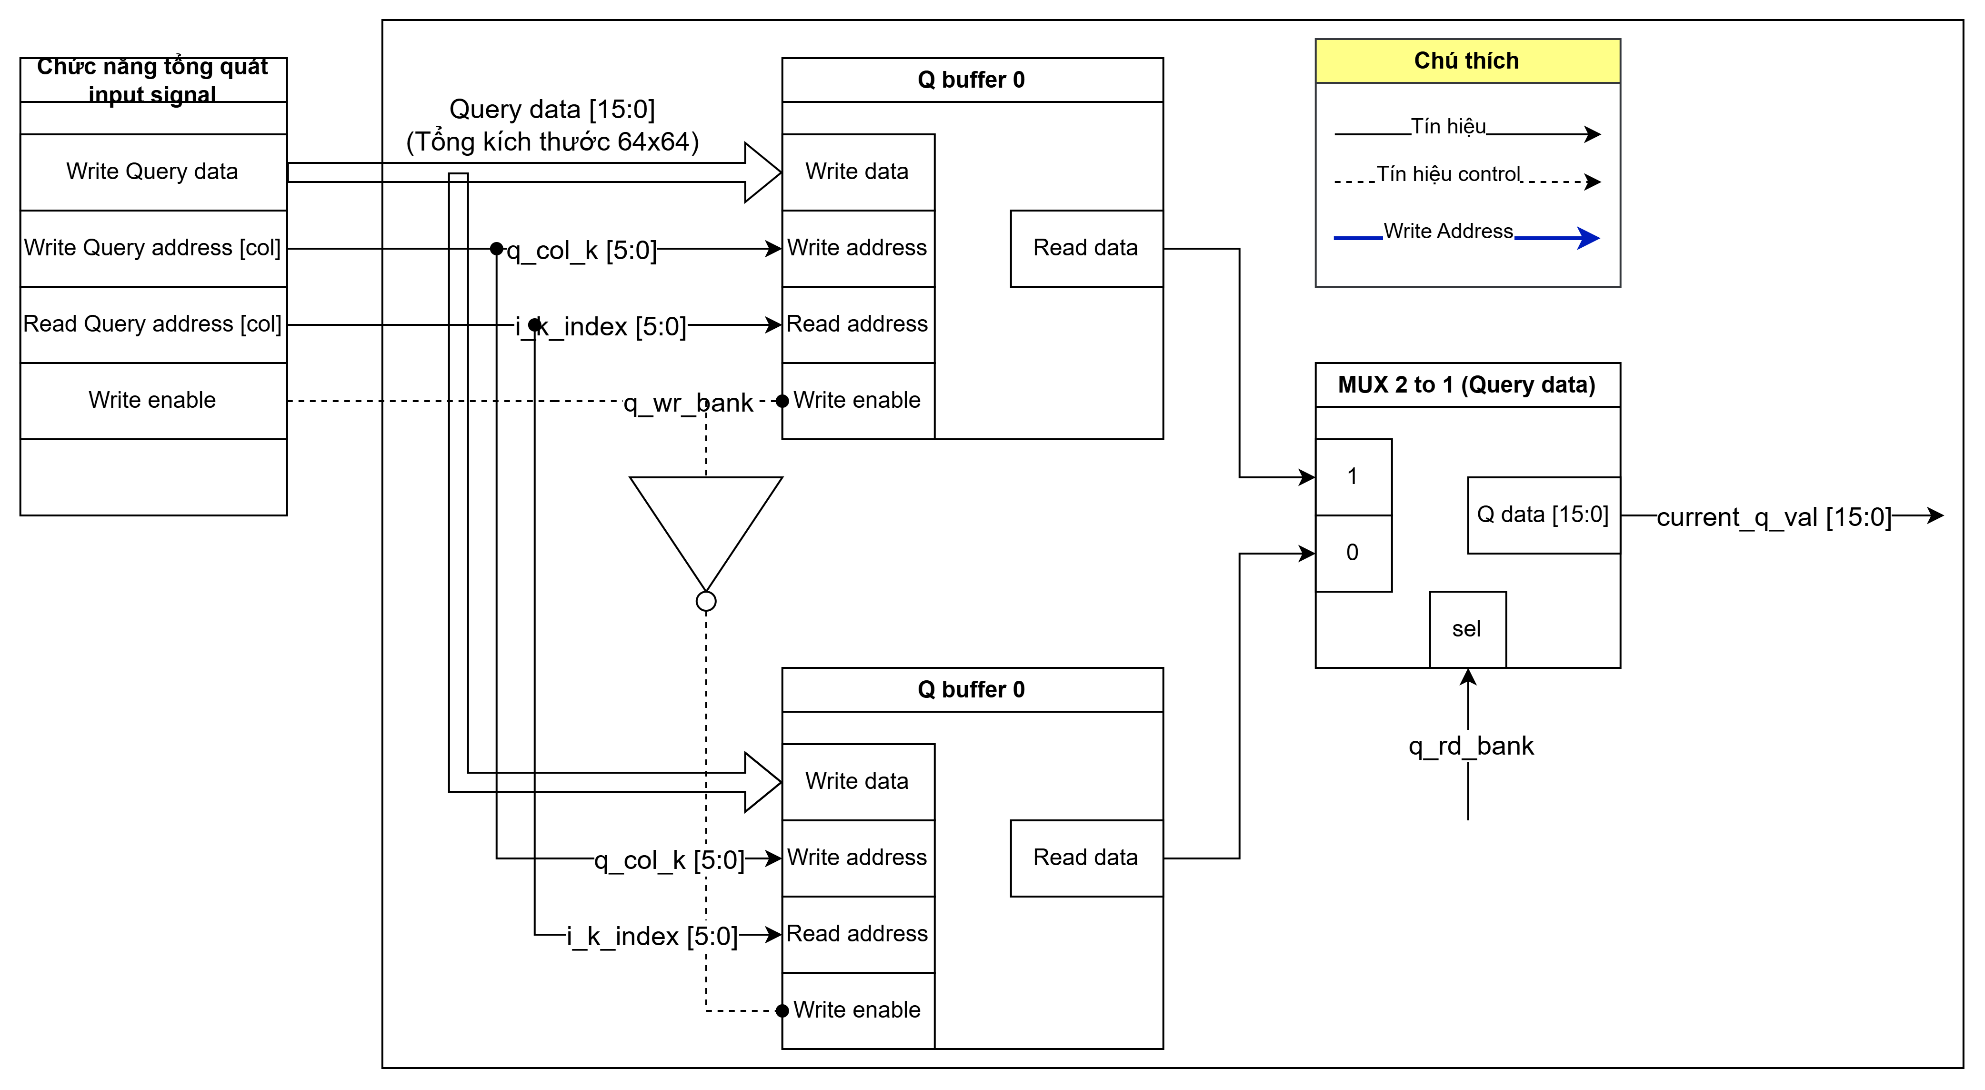 Chức năng tổng quát
input signal
Write Query data
Write Query address [col]
Read Query address [col]
Write enable
Query data [15:0]
(Tổng kích thước 64x64)
q_col_k [5:0]
i_k_index [5:0]
q_wr_bank
Q buffer 0
Write data
Write address
Read address
Write enable
Read data
Chú thích
Tín hiệu
Tín hiệu control
Write Address
MUX 2 to 1 (Query data)
1
0
Q data [15:0]
sel
current_q_val [15:0]
q_rd_bank
Q buffer 0
Write data
Write address
Read address
Write enable
Read data
q_col_k [5:0]
i_k_index [5:0]